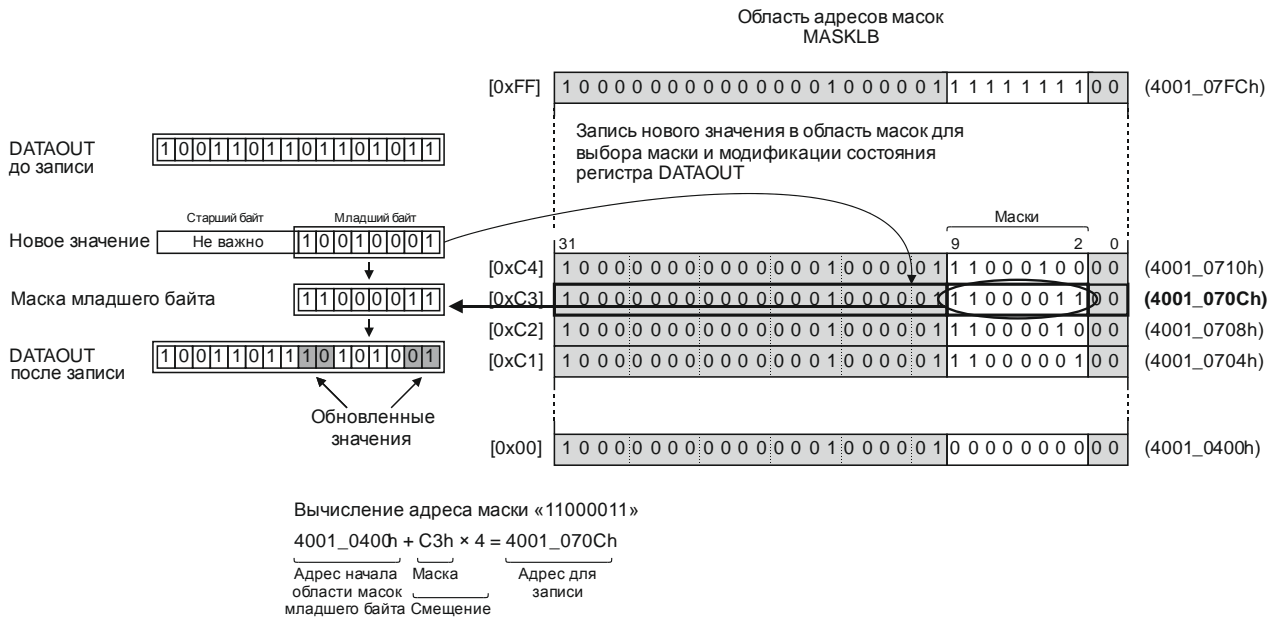 Область адресов масок
MASKLB
[0xFF] 1 0 0 0 0 0 0 0 0 0 0 0 0 0 0 1 0 0 0 0 0 1 1 1 1 1 1 1 1 1 0 0 (4001_07FCh)
DATAOUT
до записи
1 0 0 1 1 0 1 1 0 1 1 0 1 0 1 1
Запись нового значения в область масок для
выбора маски и модификации состояния
регистра DATAOUT
Старший байт Младший байт
Новое значение Не важно 1 0 0 1 0 0 0 1
Маски
31 9 2 0
[0xC4] 1 0 0 0 0 0 0 0 0 0 0 0 0 0 0 1 0 0 0 0 0 1 1 1 0 0 0 1 0 0 0 0 (4001_0710h)
Маска младшего байта 1 1 0 0 0 0 1 1
[0xC3] 1 0 0 0 0 0 0 0 0 0 0 0 0 0 0 1 0 0 0 0 0 1 1 1 0 0 0 0 1 1 0 0 (4001_070Ch)
[0xC2] 1 0 0 0 0 0 0 0 0 0 0 0 0 0 0 1 0 0 0 0 0 1 1 1 0 0 0 0 1 0 0 0 (4001_0708h)
[0xC1] 1 0 0 0 0 0 0 0 0 0 0 0 0 0 0 1 0 0 0 0 0 1 1 1 0 0 0 0 0 1 0 0 (4001_0704h)
DATAOUT
после записи
1 0 0 1 1 0 1 1 1 0 1 0 1 0 0 1
Обновленные
значения
[0x00] 1 0 0 0 0 0 0 0 0 0 0 0 0 0 0 1 0 0 0 0 0 1 0 0 0 0 0 0 0 0 0 0 (4001_0400h)
Вычисление адреса маски «11000011»
4001_0400h + C3h × 4 = 4001_070Ch
Адрес начала
области масок
младшего байта
Маска
Смещение
Адрес для
записи